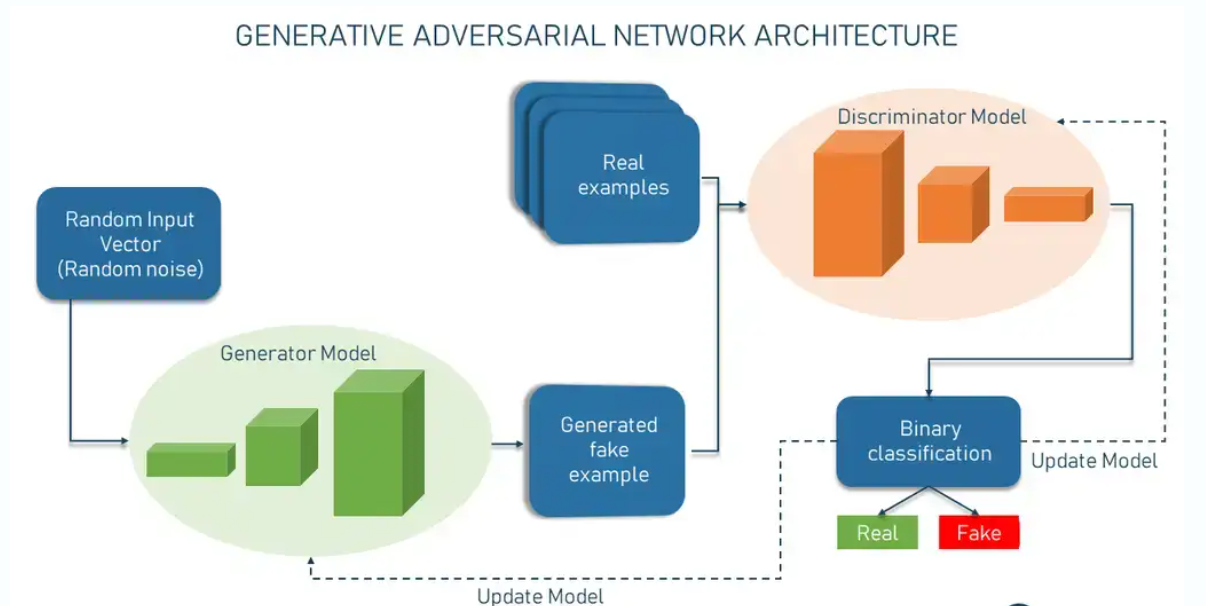 GENERATIVE ADVERSARIAL NETWORK ARCHITECTURE
Real
examples
Discriminator Model
Random Input
Vector
(Random noise)
Generator Model
Generated
fake
example
Binary
classification
Update Model
Real
Fake
Update Model